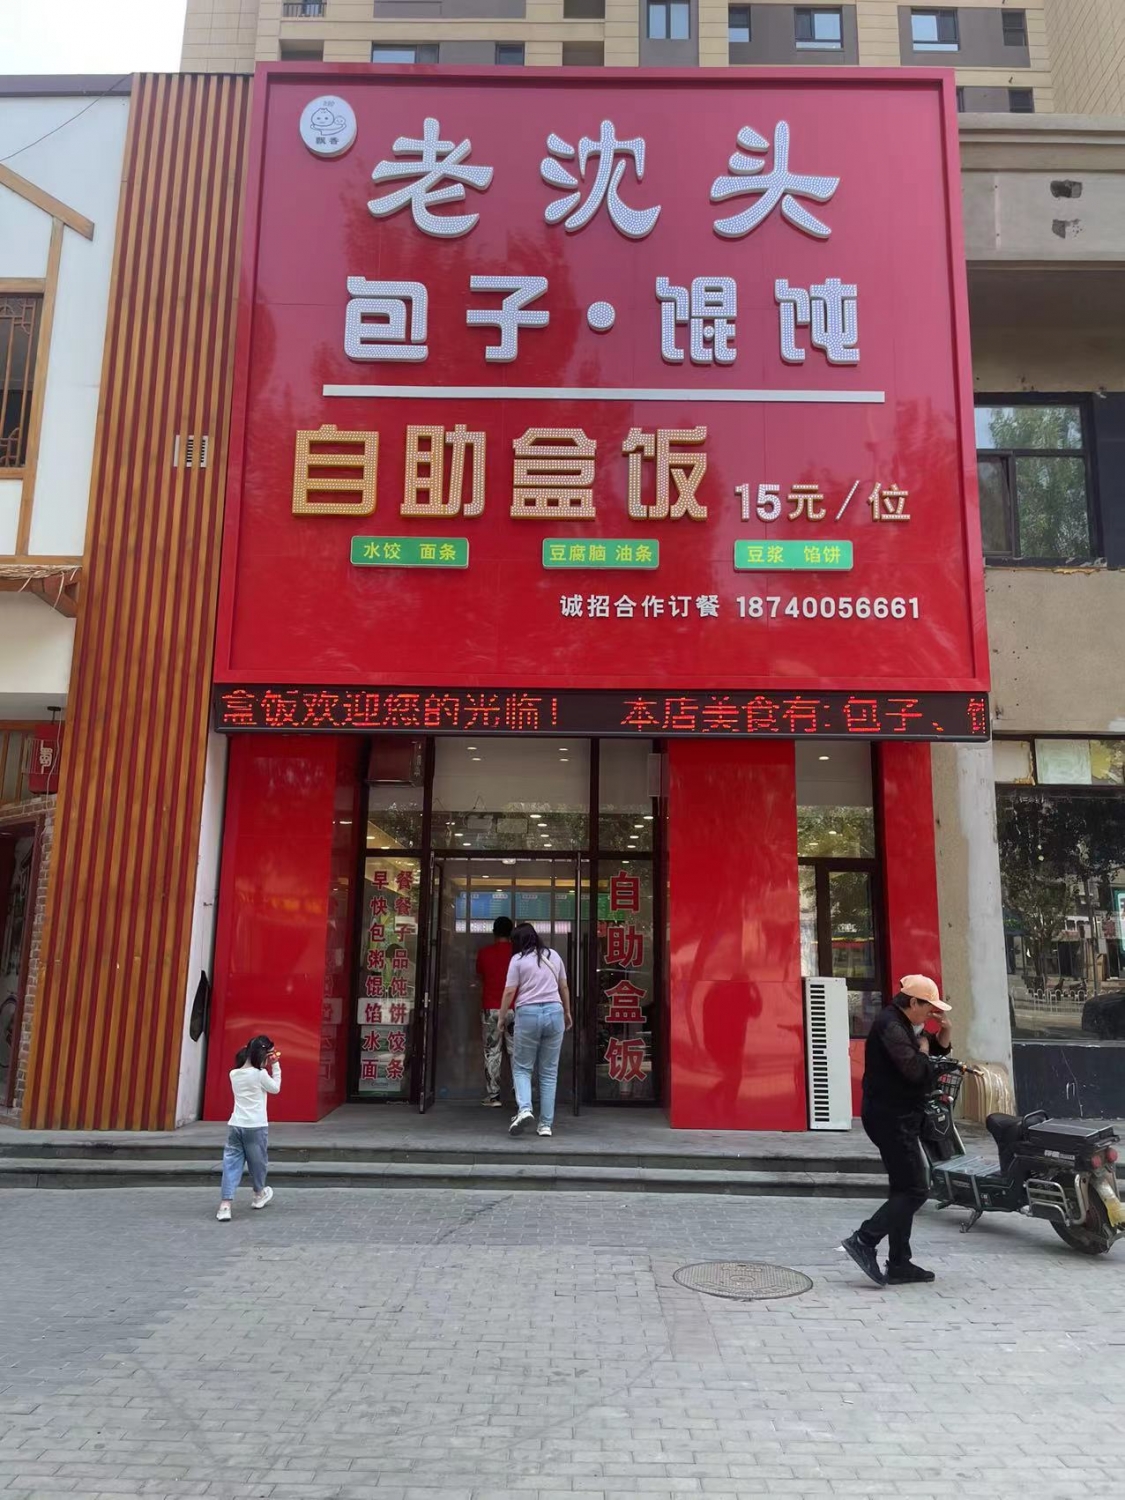 飘香
老沈头
包子·馄饨
自助盒饭 15元/位
水饺 面条 豆腐脑 油条 豆浆 馅饼
诚招合作订餐 18740056661
盒饭欢迎您的光临! 本店美食有:包子、
早餐
快餐
包子
粥品
馄饨
馅饼
水饺
面条
自助盒饭